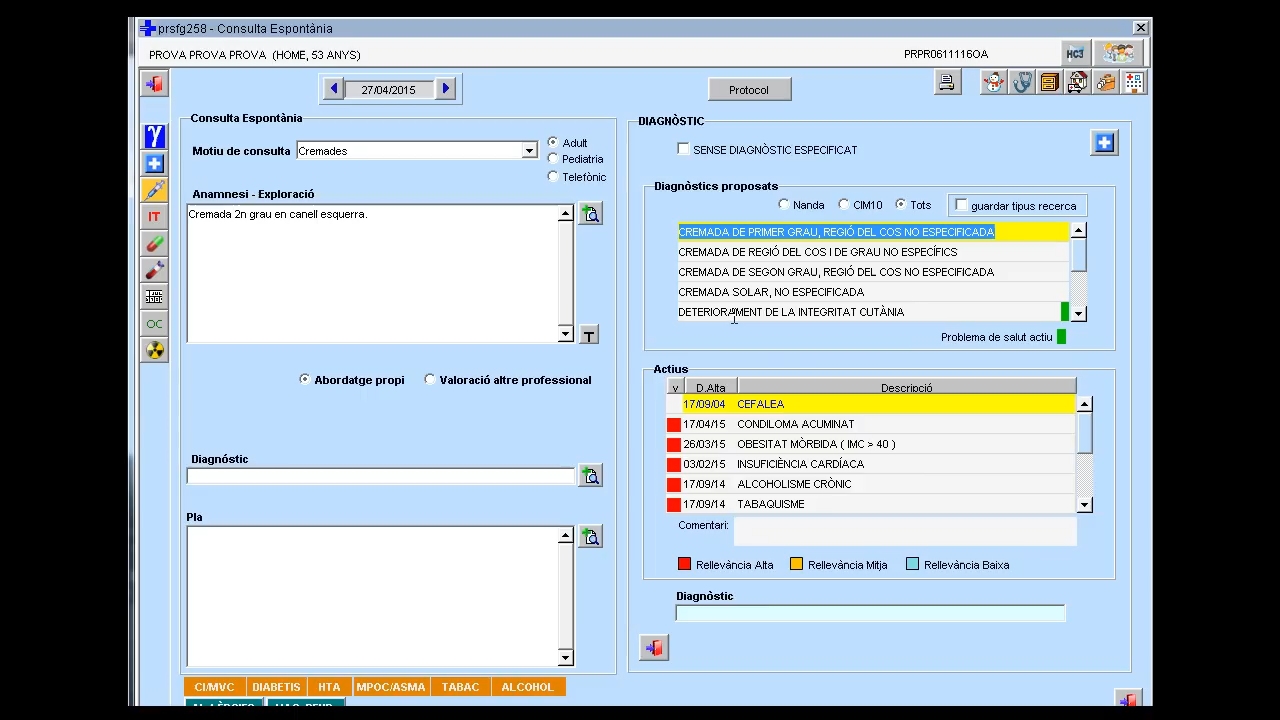 prsfg258 - Consulta Espontània
PROVA PROVA PROVA (HOME, 53 ANYS)
PRPR0611116OA
HC3
27/04/2015
Protocol
Consulta Espontània
Motiu de consulta
Cremades
Adult
Pediatria
Telefònic
Anamnesi - Exploració
Cremada 2n grau en canell esquerra.
T
Abordatge propi
Valoració altre professional
Diagnóstic
Pla
γ
IT
OC
CI/MVC
DIABETIS
HTA
MPOC/ASMA
TABAC
ALCOHOL
DIAGNÒSTIC
SENSE DIAGNÒSTIC ESPECIFICAT
Diagnòstics proposats
Nanda
CIM10
Tots
guardar tipus recerca
CREMADA DE PRIMER GRAU, REGIÓ DEL COS NO ESPECIFICADA
CREMADA DE REGIÓ DEL COS I DE GRAU NO ESPECÍFICS
CREMADA DE SEGON GRAU, REGIÓ DEL COS NO ESPECIFICADA
CREMADA SOLAR, NO ESPECIFICADA
DETERIORAMENT DE LA INTEGRITAT CUTÀNIA
Problema de salut actiu
Actius
v D.Alta Descripció
17/09/04 CEFALEA
17/04/15 CONDILOMA ACUMINAT
26/03/15 OBESITAT MÒRBIDA ( IMC > 40 )
03/02/15 INSUFICIÈNCIA CARDÍACA
17/09/14 ALCOHOLISME CRÒNIC
17/09/14 TABAQUISME
Comentari:
Rellevància Alta
Rellevància Mitja
Rellevància Baixa
Diagnòstic